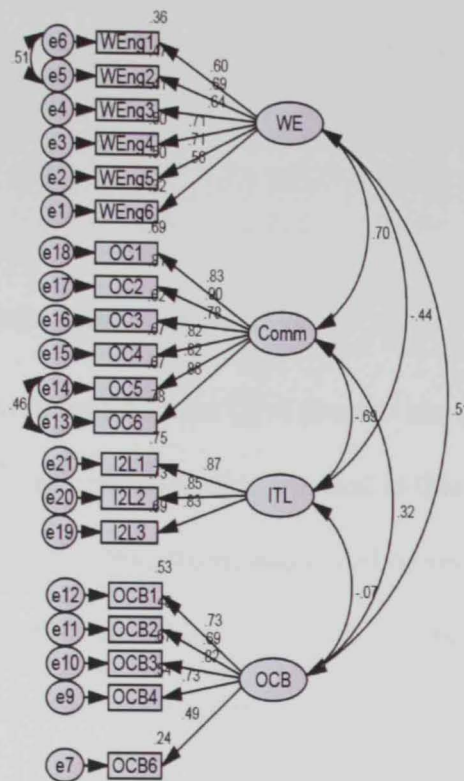 .36
e6 WEng1
.51
.60
e5 WEng2
.69
e4 WEng3
.64
e3 WEng4
.71
WE
e2 WEng5
.71
e1 WEng6
.69
.70
e18 OC1
e17 OC2
.83
.90
-.44
e16 OC3
.78
e15 OC4
.82
Comm
e14 OC5
.82
.46
e13 OC6
.75
-.69
e21 I2L1
.87
e20 I2L2
.85
ITL
e19 I2L3
.83
.32
.53
-.07
e12 OCB1
.73
e11 OCB2
.69
e10 OCB3
.82
OCB
e9 OCB4
.73
.49
.24
e7 OCB6